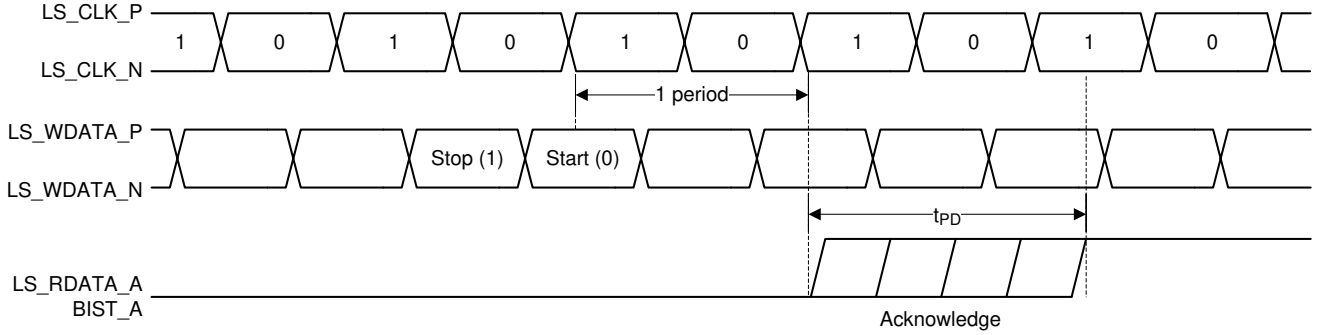 LS_CLK_P
1 0 1 0 1 0 1 0 1 0
LS_CLK_N
1 period
LS_WDATA_P
Stop (1) Start (0)
LS_WDATA_N
tPD
LS_RDATA_A
BIST_A
Acknowledge